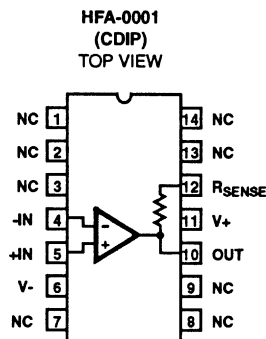 HFA-0001
(CDIP)
TOP VIEW
NC 1 14 NC
NC 2 13 NC
NC 3 12 RSENSE
-IN 4 - 11 V+
+IN 5 + 10 OUT
V- 6 9 NC
NC 7 8 NC